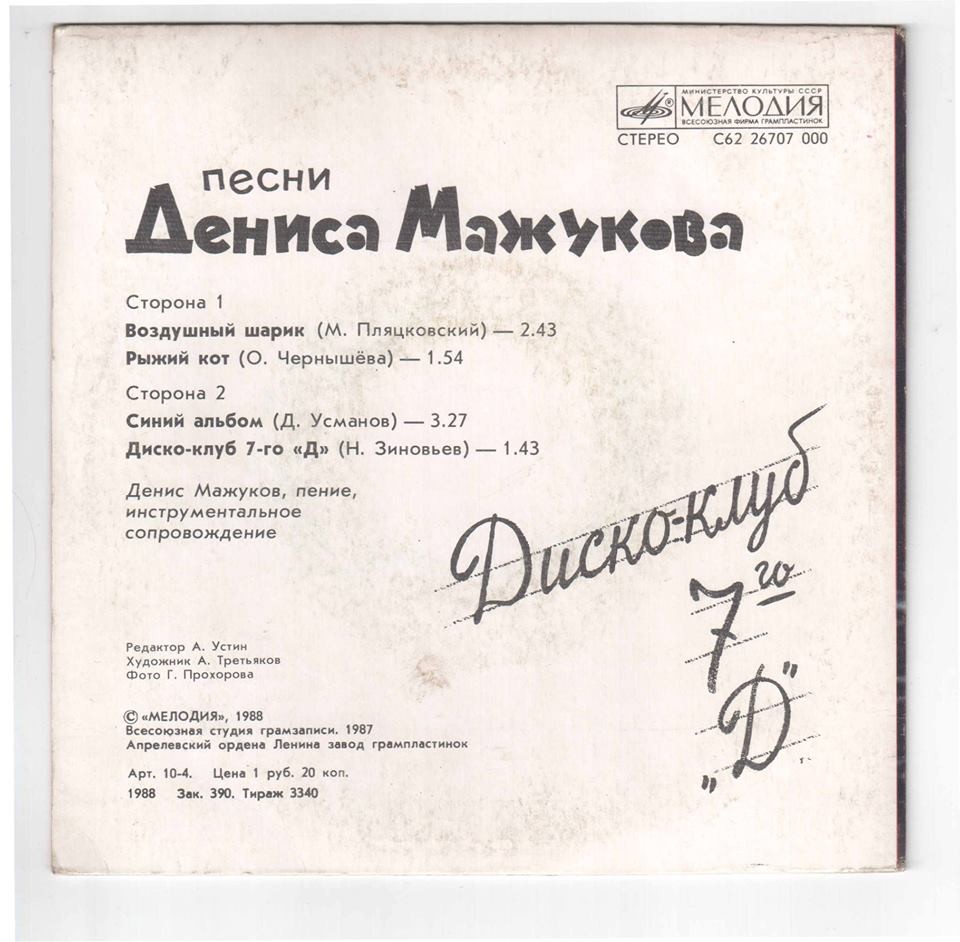 МИНИСТЕРСТВО КУЛЬТУРЫ СССР
МЕЛОДИЯ
ВСЕСОЮЗНАЯ ФИРМА ГРАМПЛАСТИНОК
СТЕРЕО С62 26707 000
песни
Дениса Мажукова
Сторона 1
Воздушный шарик (М. Пляцковский) — 2.43
Рыжий кот (О. Чернышёва) — 1.54
Сторона 2
Синий альбом (Д. Усманов) — 3.27
Диско-клуб 7-го «Д» (Н. Зиновьев) — 1.43
Денис Мажуков, пение,
инструментальное
сопровождение
Диско-клуб
7го
„Д"
Редактор А. Устин
Художник А. Третьяков
Фото Г. Прохорова
© «МЕЛОДИЯ», 1988
Всесоюзная студия грамзаписи. 1987
Апрелевский ордена Ленина завод грампластинок
Арт. 10-4. Цена 1 руб. 20 коп.
1988 Зак. 390. Тираж 3340